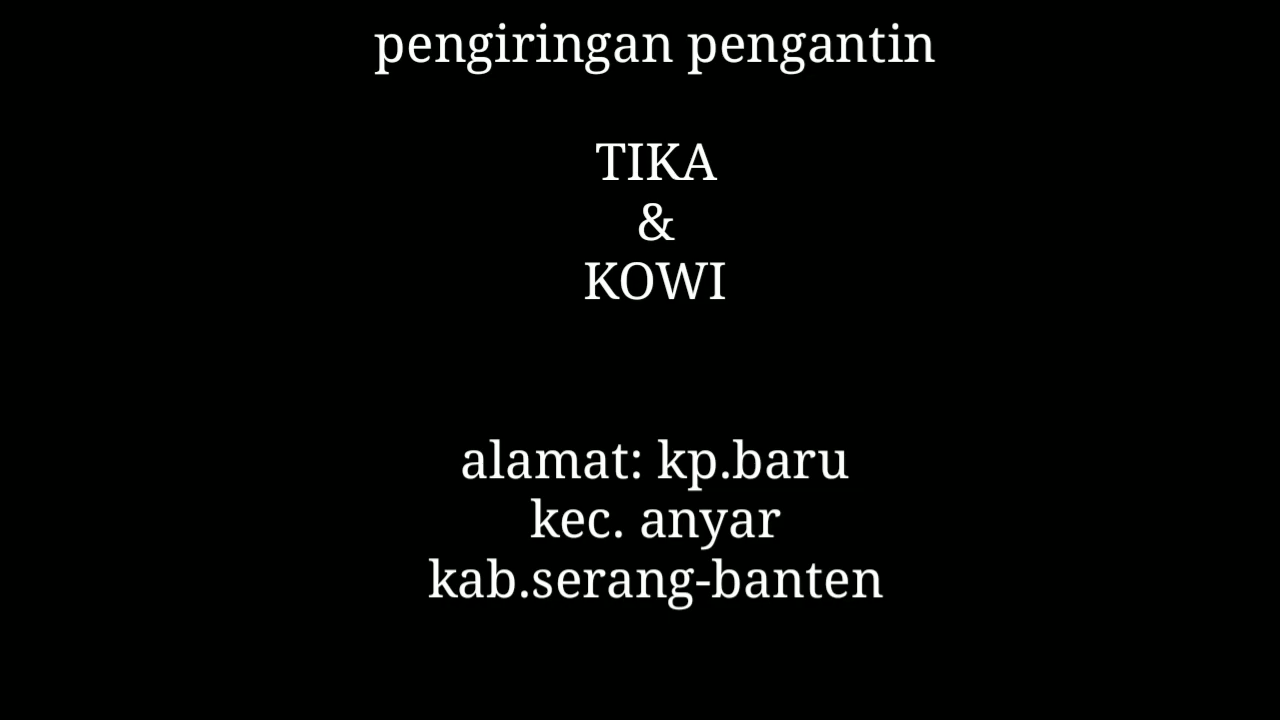 pengiringan pengantin
TIKA
&
KOWI
alamat: kp.baru
kec. anyar
kab.serang-banten